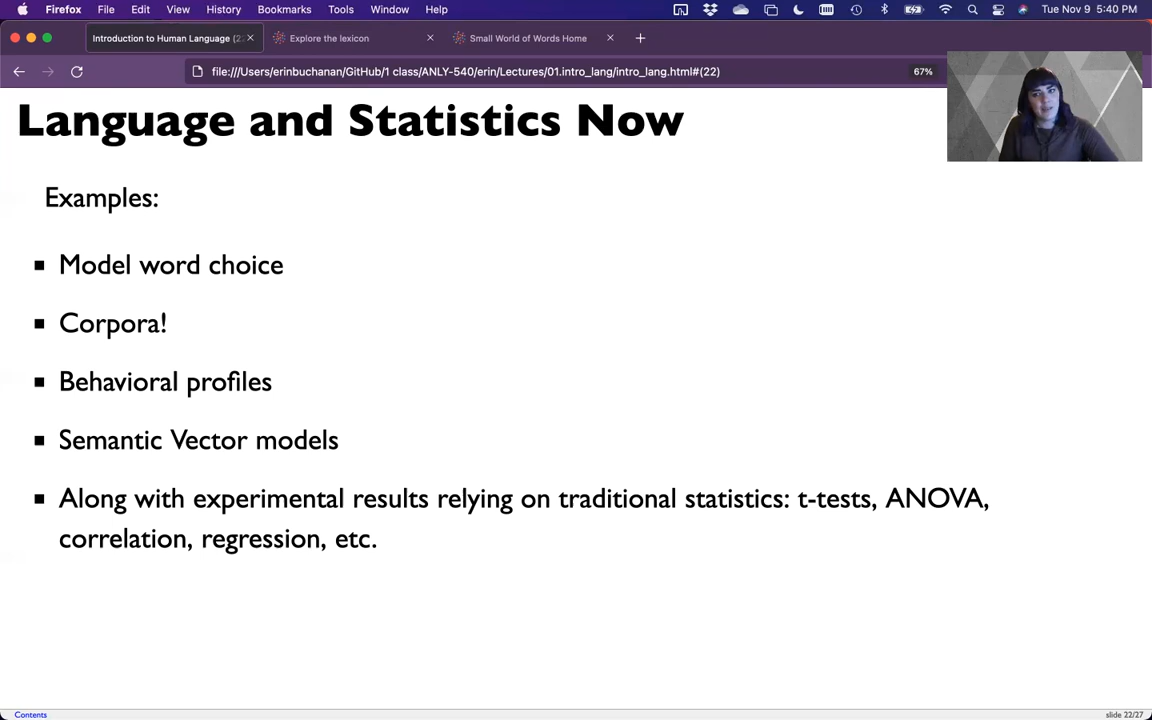 Firefox File Edit View History Bookmarks Tools Window Help Tue Nov 9 5:40 PM
Introduction to Human Language (2 Explore the lexicon Small World of Words Home
file:///Users/erinbuchanan/GitHub/1 class/ANLY-540/erin/Lectures/01.intro_lang/intro_lang.html#(22) 67%
Language and Statistics Now
Examples:
Model word choice
Corpora!
Behavioral profiles
Semantic Vector models
Along with experimental results relying on traditional statistics: t-tests, ANOVA,
correlation, regression, etc.
Contents slide 22/27